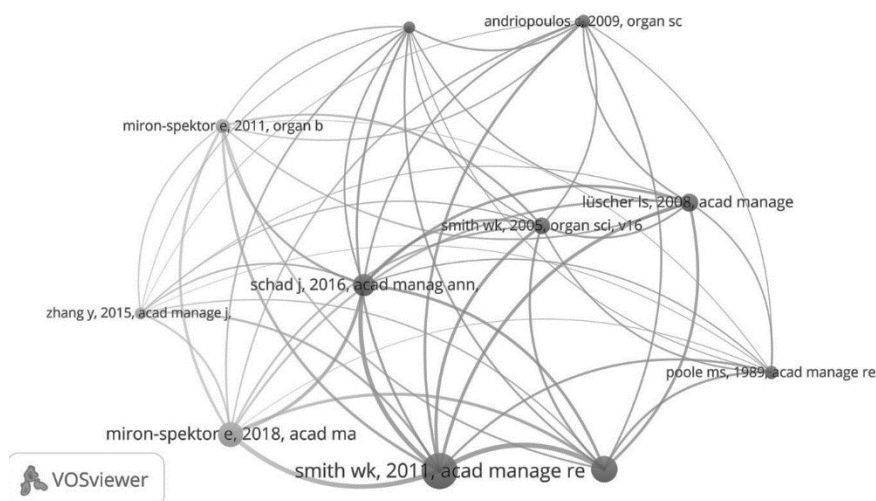 andriopoulos c, 2009, organ sc
miron-spektor e, 2011, organ b
lüscher ls, 2008, acad manage
smith wk, 2005, organ sci, v16
schad j, 2016, acad manag ann,
zhang y, 2015, acad manage j,
poole ms, 1989, acad manage re
miron-spektor e, 2018, acad ma
smith wk, 2011, acad manage re
VOSviewer